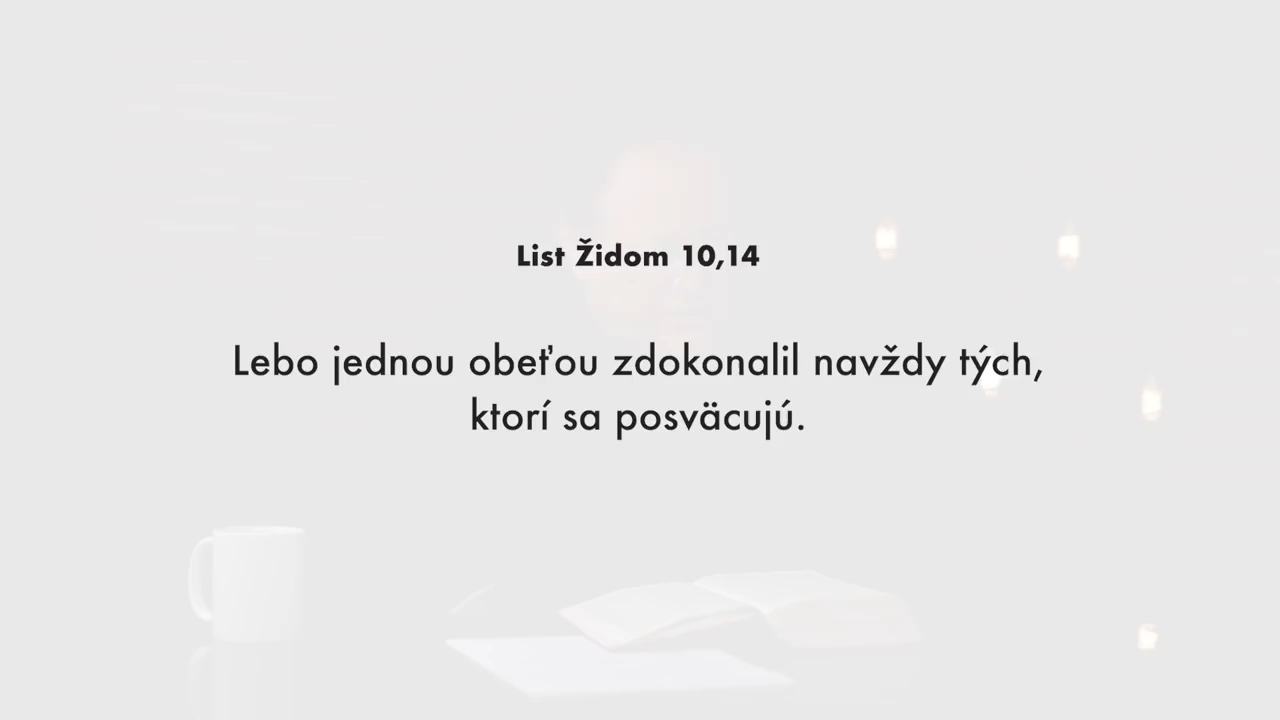 List Židom 10,14
Lebo jednou obeťou zdokonalil navždy tých,
ktorí sa posväcujú.